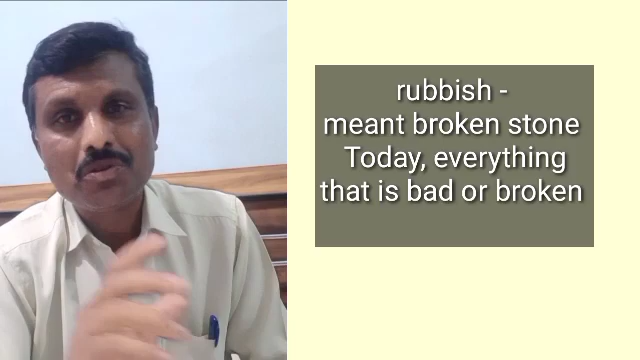 rubbish -
meant broken stone
Today, everything
that is bad or broken